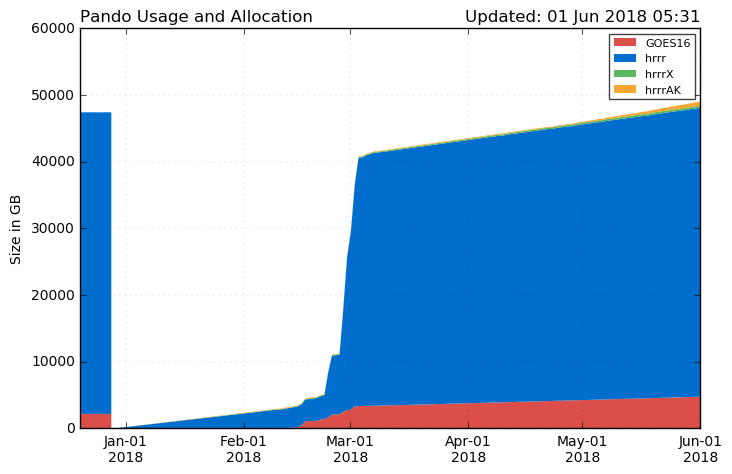 Pando Usage and Allocation
Updated: 01 Jun 2018 05:31
60000
50000
40000
30000
20000
10000
0
Size in GB
GOES16
hrrr
hrrrX
hrrrAK
Jan-01
2018
Feb-01
2018
Mar-01
2018
Apr-01
2018
May-01
2018
Jun-01
2018